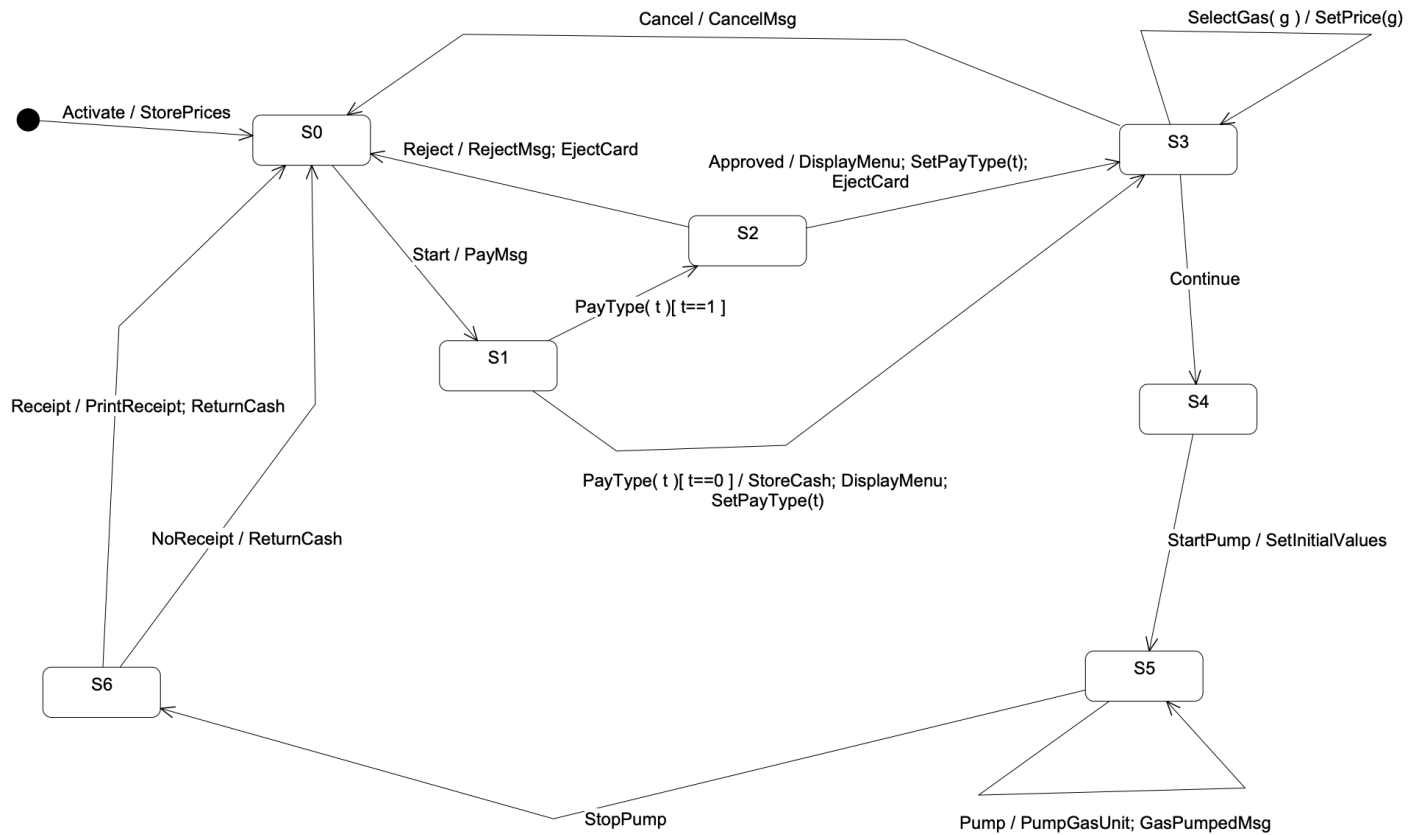 Cancel / CancelMsg
SelectGas( g ) / SetPrice(g)
Activate / StorePrices
S0
S3
Reject / RejectMsg; EjectCard
Approved / DisplayMenu; SetPayType(t);
EjectCard
S2
Start / PayMsg
Continue
PayType( t )[ t==1 ]
S1
S4
Receipt / PrintReceipt; ReturnCash
PayType( t )[ t==0 ] / StoreCash; DisplayMenu;
SetPayType(t)
NoReceipt / ReturnCash
StartPump / SetInitialValues
S6
S5
StopPump
Pump / PumpGasUnit; GasPumpedMsg